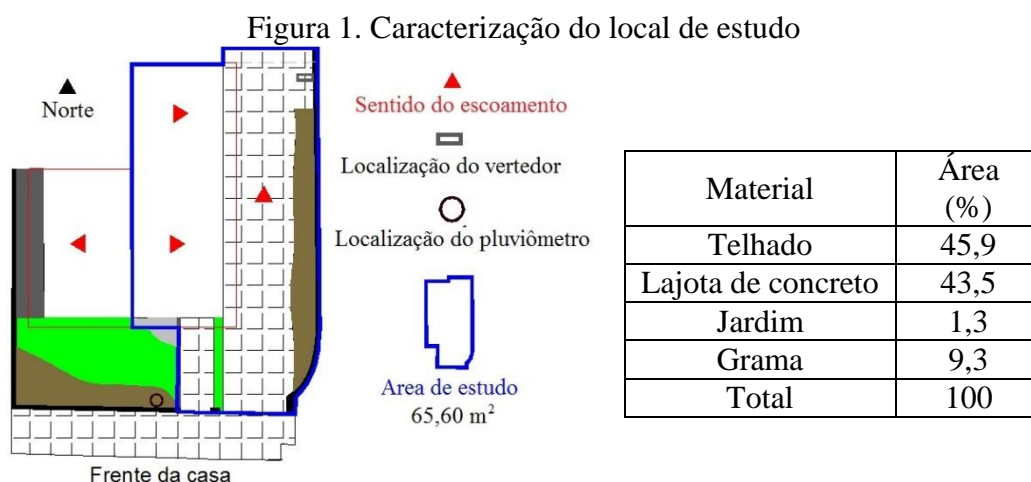 Figura 1. Caracterização do local de estudo
Norte
Sentido do escoamento
Localização do vertedor
Localização do pluviômetro
Area de estudo
65,60 m²
Frente da casa
Material Área (%)
Telhado 45,9
Lajota de concreto 43,5
Jardim 1,3
Grama 9,3
Total 100